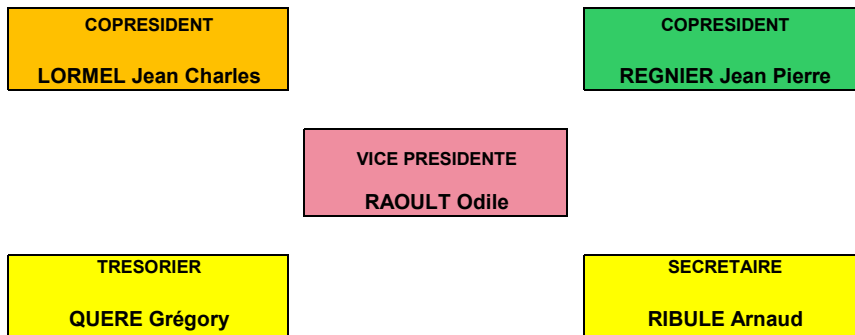 COPRESIDENT
LORMEL Jean Charles
COPRESIDENT
REGNIER Jean Pierre
VICE PRESIDENTE
RAOULT Odile
TRESORIER
QUERE Grégory
SECRETAIRE
RIBULE Arnaud